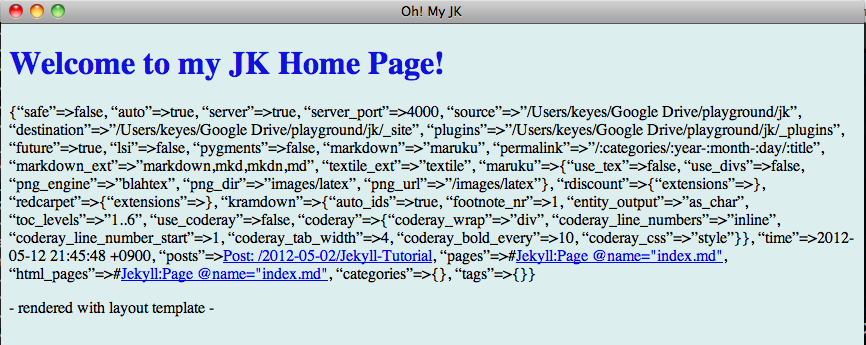 Oh! My JK
Welcome to my JK Home Page!
{“safe”=>false, “auto”=>true, “server”=>true, “server_port”=>4000, “source”=>”/Users/keyes/Google Drive/playground/jk”,
“destination”=>”/Users/keyes/Google Drive/playground/jk/_site”, “plugins”=>”/Users/keyes/Google Drive/playground/jk/_plugins”,
“future”=>true, “lsi”=>false, “pygments”=>false, “markdown”=>”maruku”, “permalink”=>”/:categories/:year-:month-:day/:title”,
“markdown_ext”=>”markdown,mkd,mkdn,md”, “textile_ext”=>”textile”, “maruku”=>{“use_tex”=>false, “use_divs”=>false,
“png_engine”=>”blahtex”, “png_dir”=>”images/latex”, “png_url”=>”/images/latex”}, “rdiscount”=>{“extensions”=>},
“redcarpet”=>{“extensions”=>}, “kramdown”=>{“auto_ids”=>true, “footnote_nr”=>1, “entity_output”=>”as_char”,
“toc_levels”=>”1..6”, “use_coderay”=>false, “coderay”=>{“coderay_wrap”=>”div”, “coderay_line_numbers”=>”inline”,
“coderay_line_number_start”=>1, “coderay_tab_width”=>4, “coderay_bold_every”=>10, “coderay_css”=>”style”}}, “time”=>2012-
05-12 21:45:48 +0900, “posts”=>Post: /2012-05-02/Jekyll-Tutorial, “pages”=>#Jekyll:Page @name="index.md",
“html_pages”=>#Jekyll:Page @name="index.md", “categories”=>{}, “tags”=>{}}
- rendered with layout template -